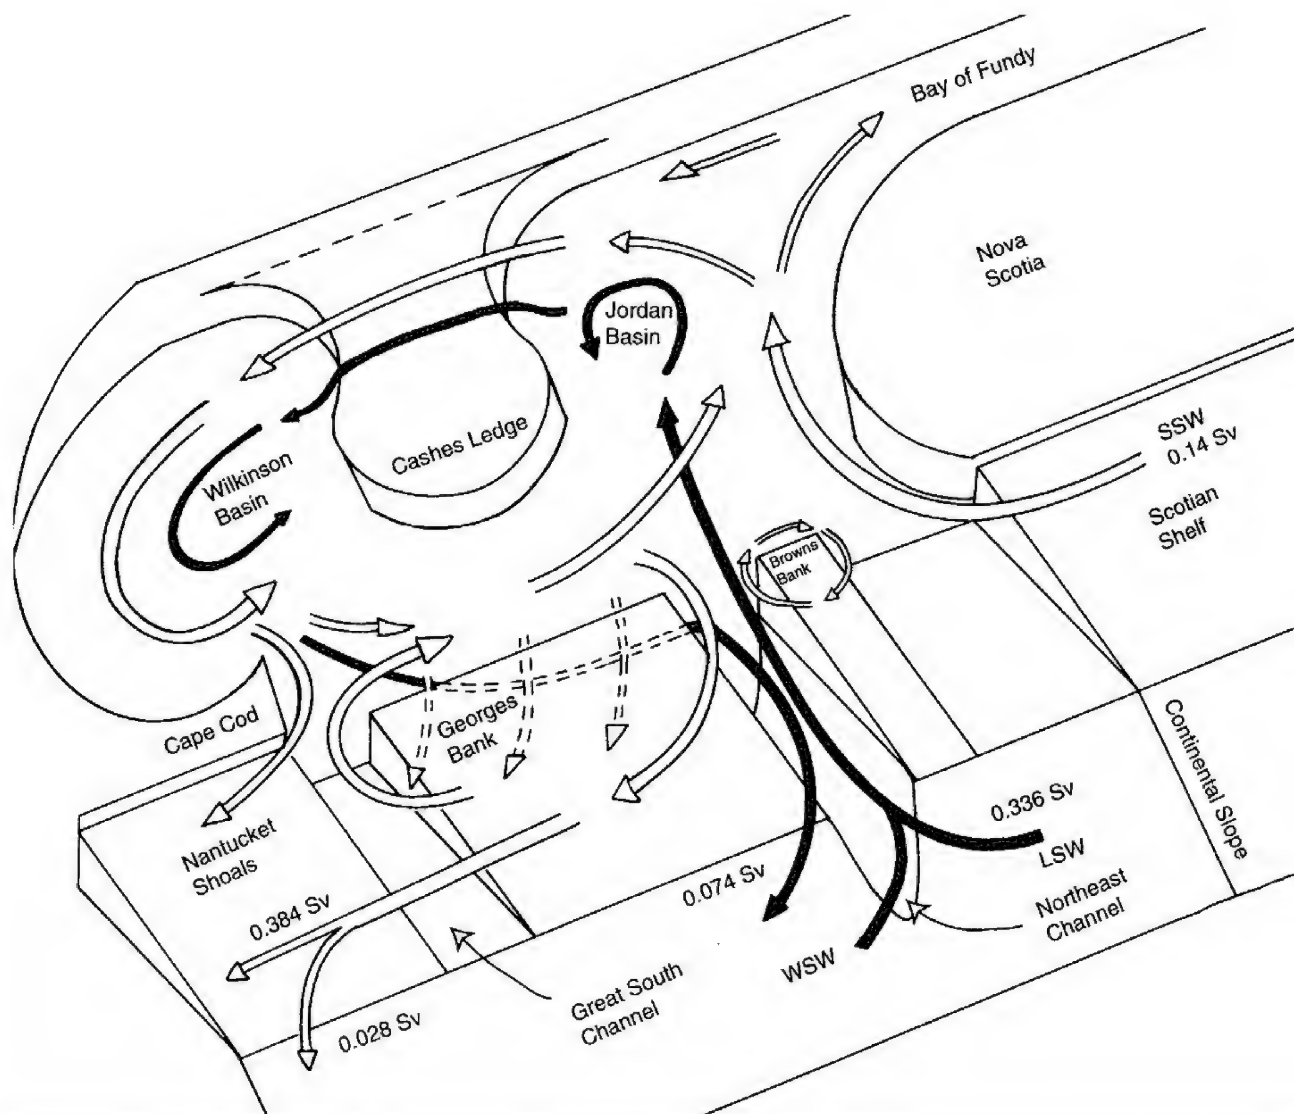 Bay of Fundy
Nova
Scotia
Jordan
Basin
SSW
0.14 Sv
Cashes Ledge
Wilkinson
Basin
Scotian
Shelf
Browns
Bank
Cape Cod
Georges
Bank
Continental Slope
0.336 Sv
LSW
Nantucket
Shoals
0.384 Sv
0.074 Sv
Northeast
Channel
WSW
Great South
Channel
0.028 Sv